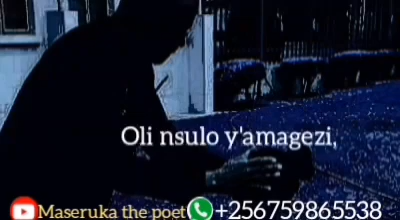 Oli nsulo y'amagezi,
Maseruka the poet +256759865538